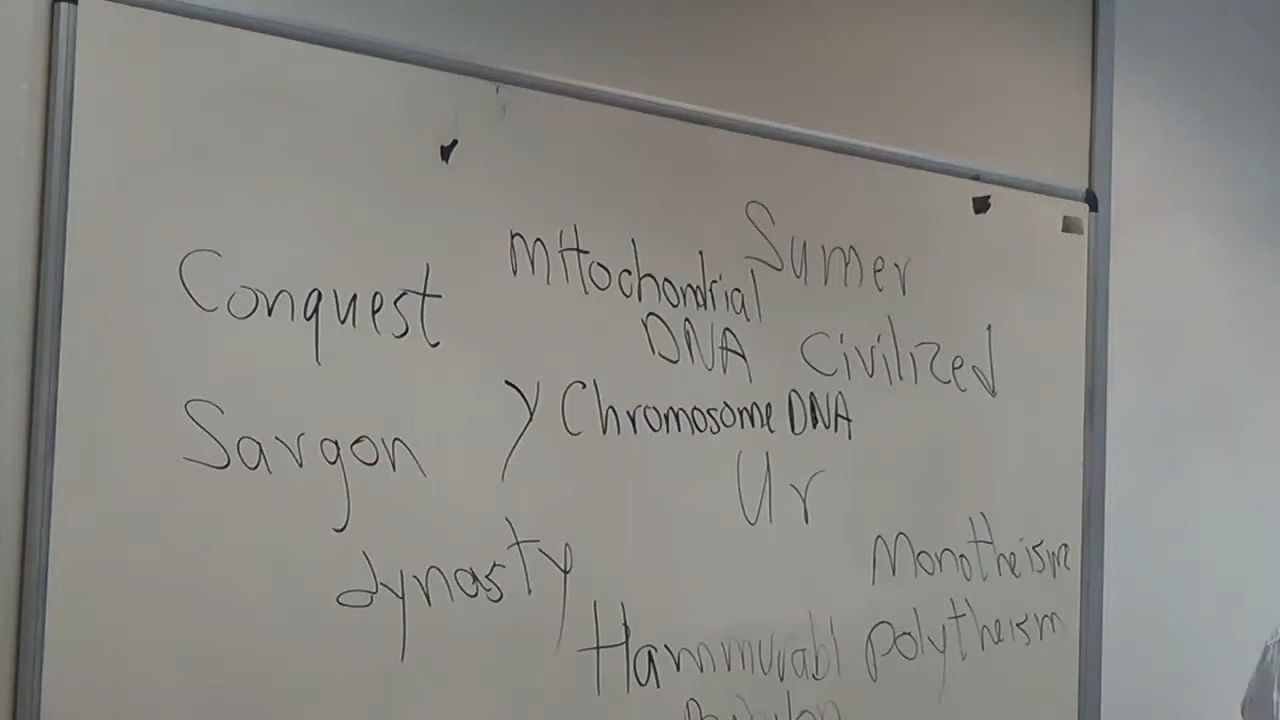 Sumer
Mitochondrial
DNA
Conquest
Civilized
Y Chromosome DNA
Sargon
Ur
Monotheism
dynasty
Hammurabi
polytheism